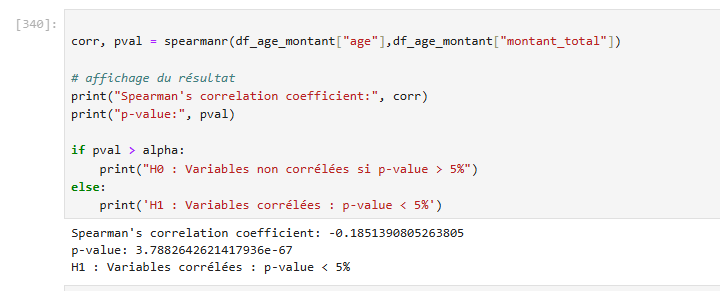 [340]:
corr, pval = spearmanr(df_age_montant["age"],df_age_montant["montant_total"])
# affichage du résultat
print("Spearman's correlation coefficient:", corr)
print("p-value:", pval)
if pval > alpha:
    print("H0 : Variables non corrélées si p-value > 5%")
else:
    print('H1 : Variables corrélées : p-value < 5%')
Spearman's correlation coefficient: -0.1851390805263805
p-value: 3.7882642621417936e-67
H1 : Variables corrélées : p-value < 5%